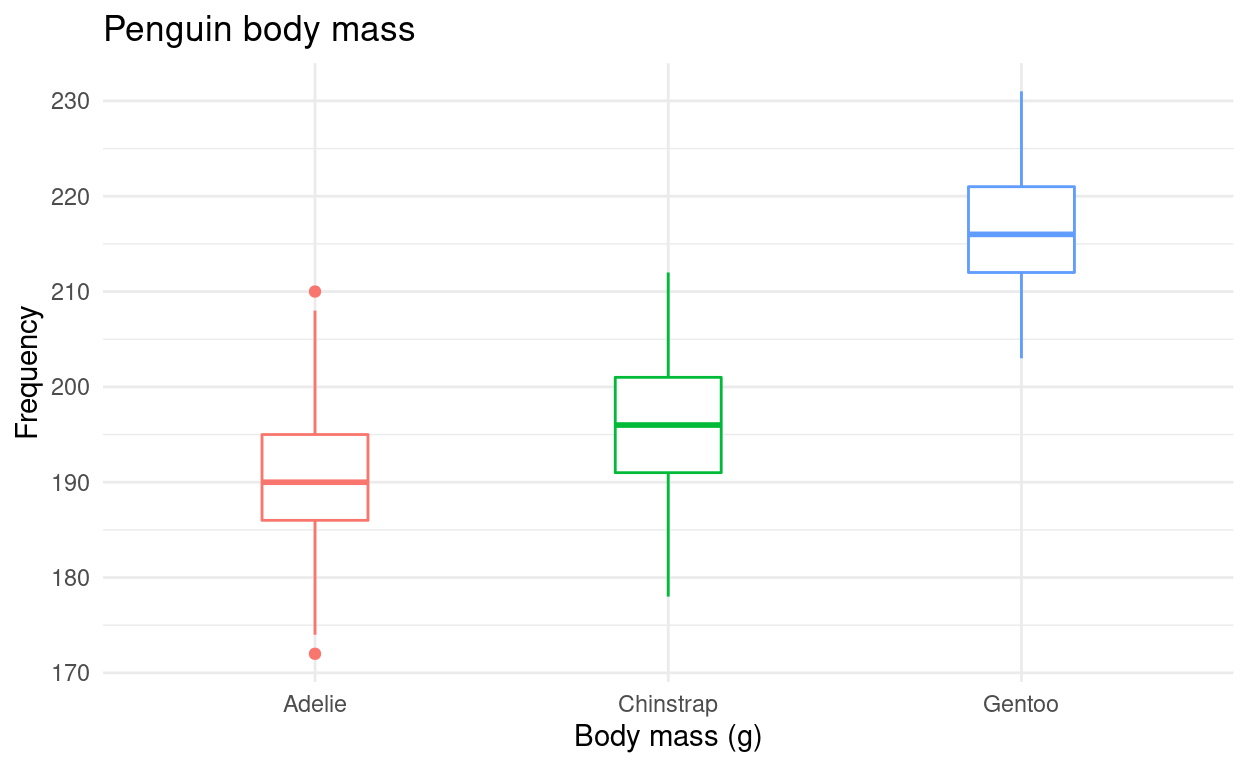 Penguin body mass
230
220
210
200
190
180
170
Frequency
Adelie Chinstrap Gentoo
Body mass (g)